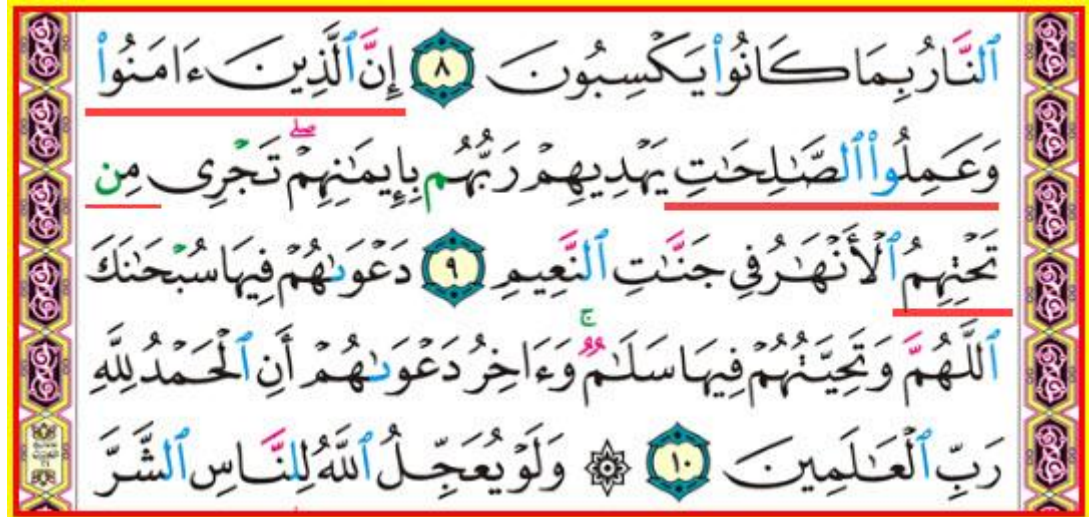 ٱلنَّارُ بِمَا كَانُوا۟ يَكْسِبُونَ ٨ إِنَّ ٱلَّذِينَ ءَامَنُوا۟
وَعَمِلُوا۟ ٱلصَّـٰلِحَـٰتِ يَهْدِيهِمْ رَبُّهُم بِإِيمَـٰنِهِمْ ۖ تَجْرِى مِن
تَحْتِهِمُ ٱلْأَنْهَـٰرُ فِى جَنَّـٰتِ ٱلنَّعِيمِ ٩ دَعْوَىٰهُمْ فِيهَا سُبْحَـٰنَكَ
ٱللَّهُمَّ وَتَحِيَّتُهُمْ فِيهَا سَلَـٰمٌ ۚ وَءَاخِرُ دَعْوَىٰهُمْ أَنِ ٱلْحَمْدُ لِلَّهِ
رَبِّ ٱلْعَـٰلَمِينَ ١٠ ۞ وَلَوْ يُعَجِّلُ ٱللَّهُ لِلنَّاسِ ٱلشَّرَّ